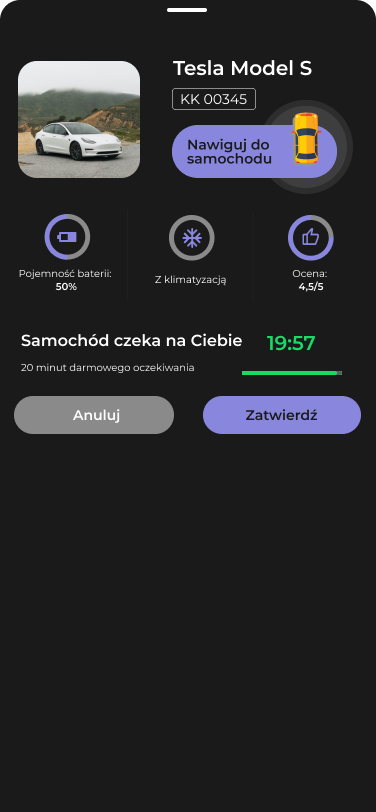 Tesla Model S
KK 00345
Nawiguj do
samochodu
Pojemność baterii:
50%
Z klimatyzacją
Ocena:
4,5/5
Samochód czeka na Ciebie
19:57
20 minut darmowego oczekiwania
Anuluj
Zatwierdź